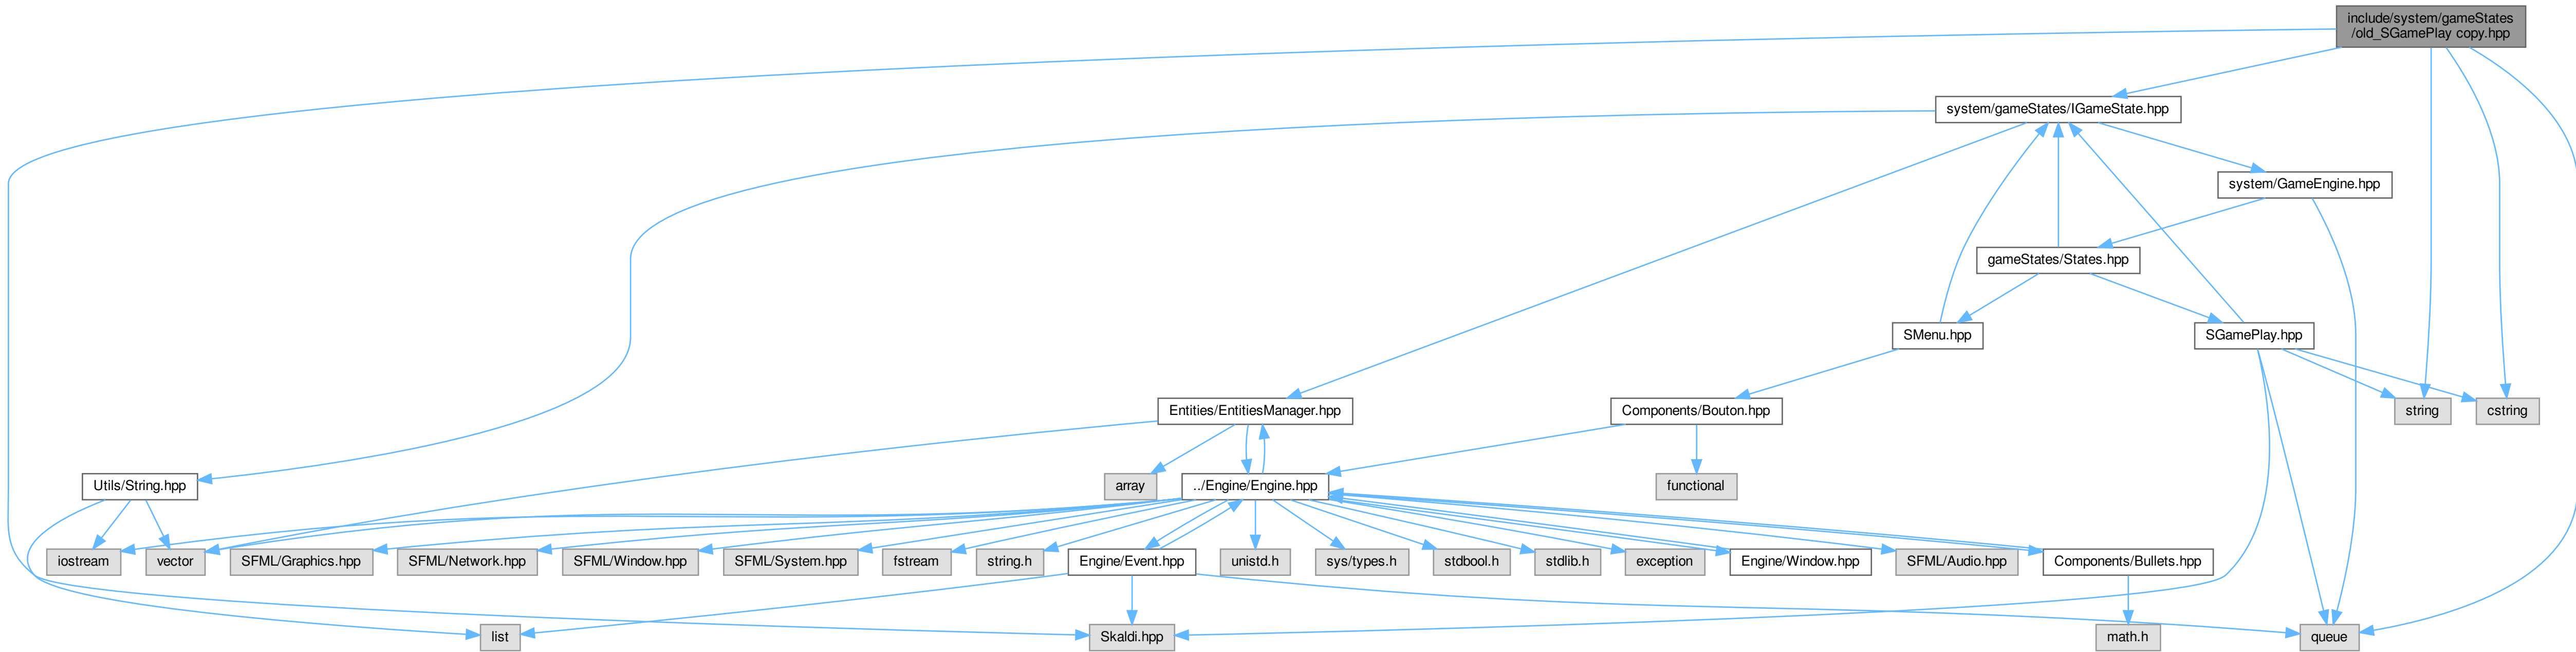 include/system/gameStates
/old_SGamePlay copy.hpp
system/gameStates/IGameState.hpp
system/GameEngine.hpp
gameStates/States.hpp
SMenu.hpp
SGamePlay.hpp
Entities/EntitiesManager.hpp
Components/Bouton.hpp
string
cstring
Utils/String.hpp
array
../Engine/Engine.hpp
functional
iostream
vector
SFML/Graphics.hpp
SFML/Network.hpp
SFML/Window.hpp
SFML/System.hpp
fstream
string.h
Engine/Event.hpp
unistd.h
sys/types.h
stdbool.h
stdlib.h
exception
Engine/Window.hpp
SFML/Audio.hpp
Components/Bullets.hpp
list
Skaldi.hpp
math.h
queue